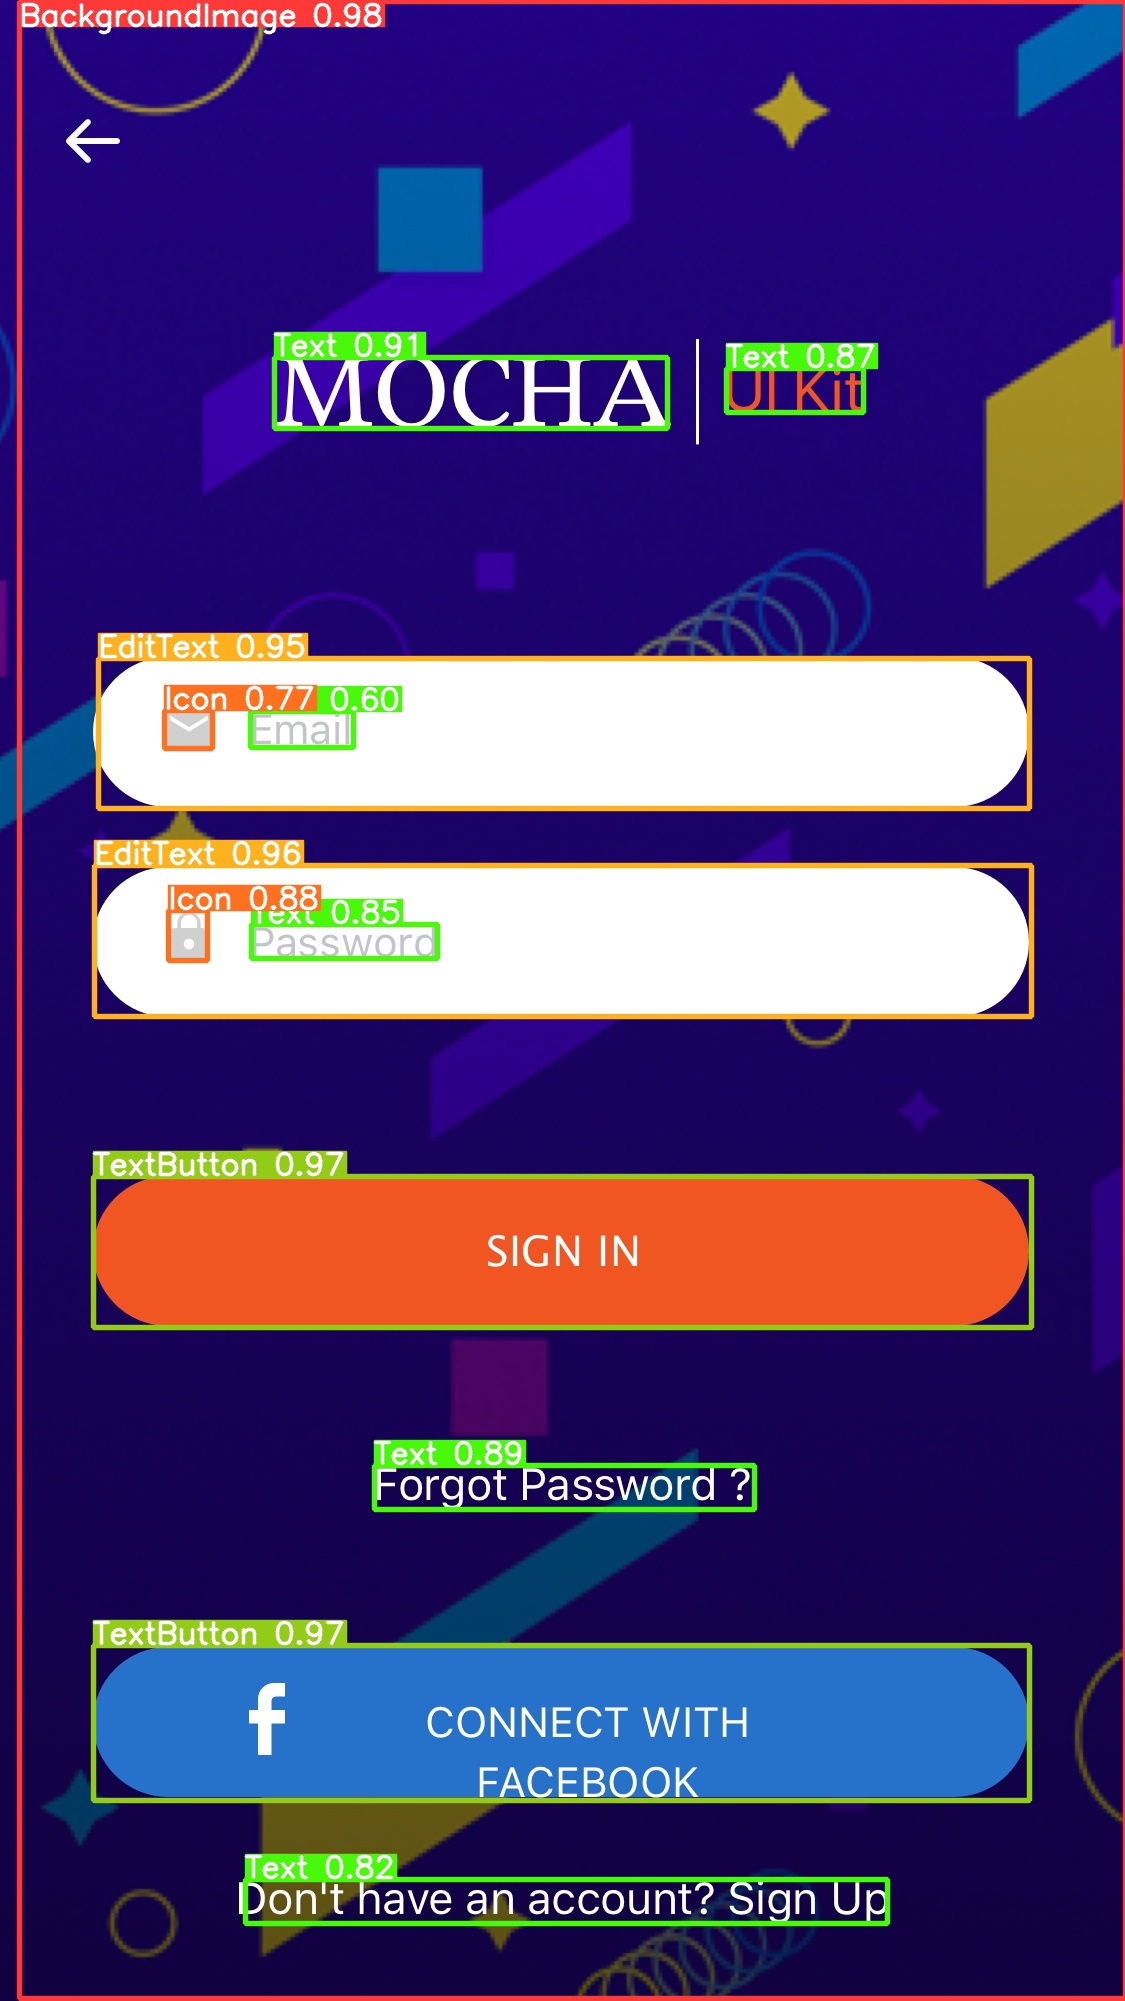 BackgroundImage 0.98
Text 0.91
Text 0.87
MOCHA
UI Kit
EditText 0.95
Icon 0.77 0.60
Email
EditText 0.96
Icon 0.88
Text 0.85
Password
TextButton 0.97
SIGN IN
Text 0.89
Forgot Password ?
TextButton 0.97
CONNECT WITH
FACEBOOK
Text 0.82
Don't have an account? Sign Up